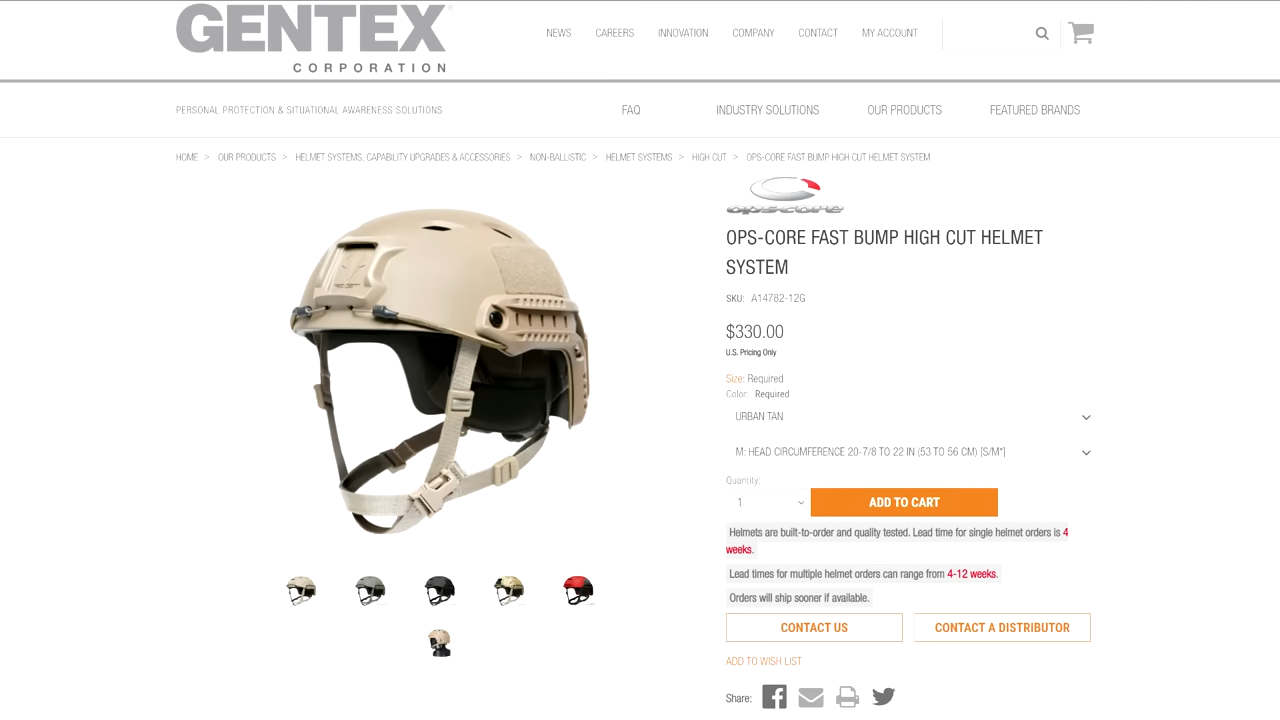 GENTEX
CORPORATION
NEWS CAREERS INNOVATION COMPANY CONTACT MY ACCOUNT
PERSONAL PROTECTION & SITUATIONAL AWARENESS SOLUTIONS
FAQ INDUSTRY SOLUTIONS OUR PRODUCTS FEATURED BRANDS
HOME > OUR PRODUCTS > HELMET SYSTEMS, CAPABILITY UPGRADES & ACCESSORIES > NON-BALLISTIC > HELMET SYSTEMS > HIGH CUT > OPS-CORE FAST BUMP HIGH CUT HELMET SYSTEM
opscore
OPS-CORE FAST BUMP HIGH CUT HELMET
SYSTEM
SKU: A14782-12G
$330.00
U.S. Pricing Only
Size: Required
Color: Required
URBAN TAN
M: HEAD CIRCUMFERENCE 20-7/8 TO 22 IN (53 TO 56 CM) [S/M*]
Quantity:
1 ADD TO CART
Helmets are built-to-order and quality tested. Lead time for single helmet orders is 4
weeks.
Lead times for multiple helmet orders can range from 4-12 weeks.
Orders will ship sooner if available.
CONTACT US CONTACT A DISTRIBUTOR
ADD TO WISH LIST
Share: